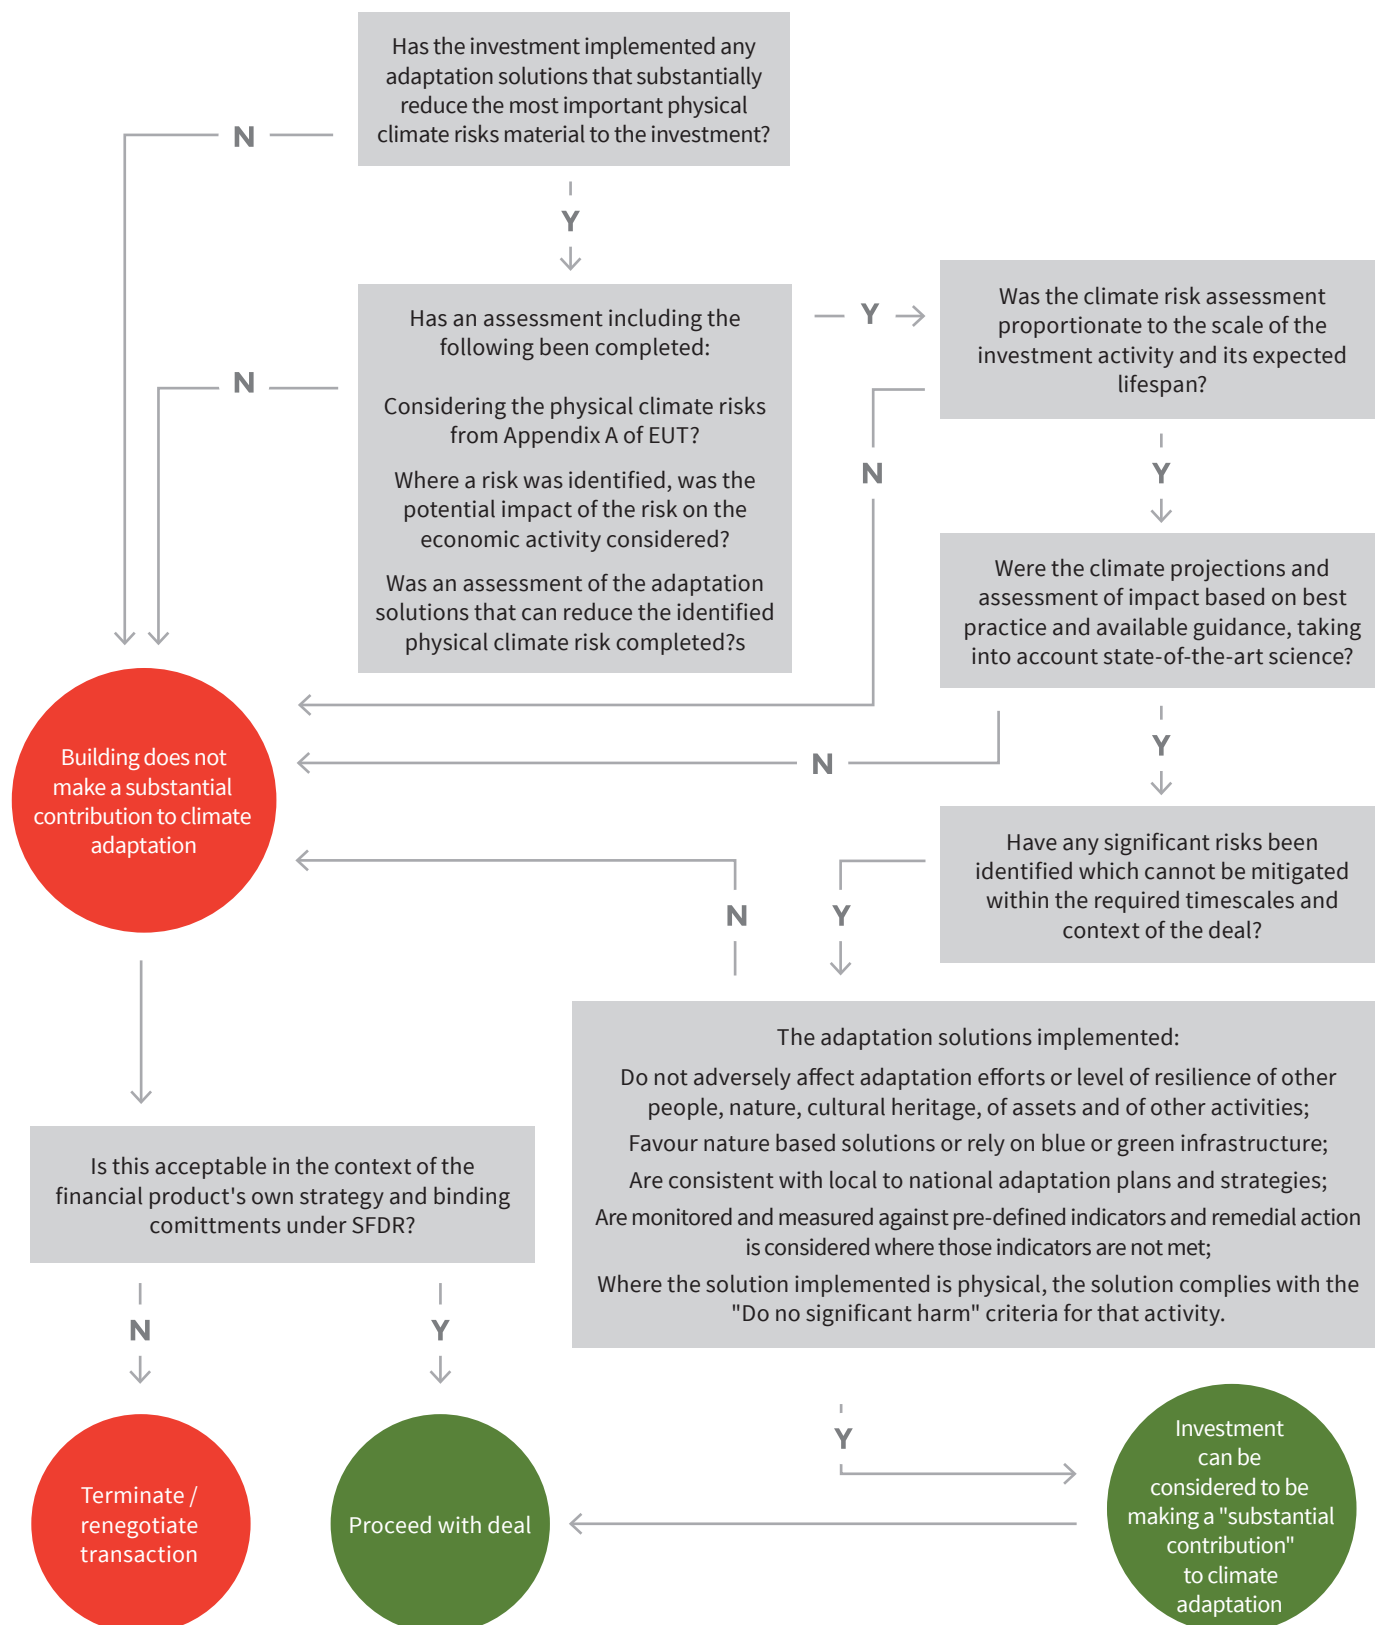 Has the investment implemented any
adaptation solutions that substantially
reduce the most important physical
climate risks material to the investment?
N
Y
Has an assessment including the
following been completed:
Considering the physical climate risks
from Appendix A of EUT?
Where a risk was identified, was the
potential impact of the risk on the
economic activity considered?
Was an assessment of the adaptation
solutions that can reduce the identified
physical climate risk completed?s
N
Y
Was the climate risk assessment
proportionate to the scale of the
investment activity and its expected
lifespan?
N
Y
Were the climate projections and
assessment of impact based on best
practice and available guidance, taking
into account state-of-the-art science?
N
Y
Have any significant risks been
identified which cannot be mitigated
within the required timescales and
context of the deal?
Y
N
Building does not
make a substantial
contribution to climate
adaptation
The adaptation solutions implemented:
Do not adversely affect adaptation efforts or level of resilience of other
people, nature, cultural heritage, of assets and of other activities;
Favour nature based solutions or rely on blue or green infrastructure;
Are consistent with local to national adaptation plans and strategies;
Are monitored and measured against pre-defined indicators and remedial action
is considered where those indicators are not met;
Where the solution implemented is physical, the solution complies with the
"Do no significant harm" criteria for that activity.
Is this acceptable in the context of the
financial product's own strategy and binding
comittments under SFDR?
N
Y
Y
Terminate /
renegotiate
transaction
Proceed with deal
Investment
can be
considered to be
making a "substantial
contribution"
to climate
adaptation